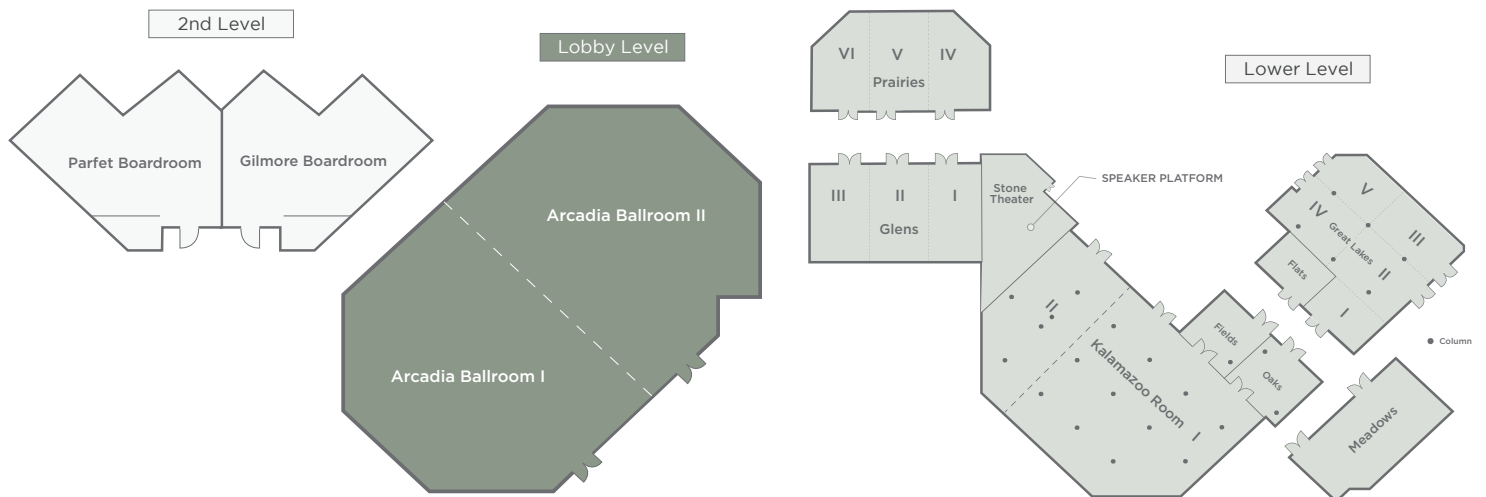 2nd Level
Parfet Boardroom
Gilmore Boardroom
Lobby Level
Arcadia Ballroom II
Arcadia Ballroom I
Lower Level
VI
V
IV
Prairies
III
II
I
Glens
Stone
Theater
SPEAKER PLATFORM
II
Kalamazoo Room
I
Fields
Oaks
V
IV
III
Great Lakes
II
Flats
I
Column
Meadows